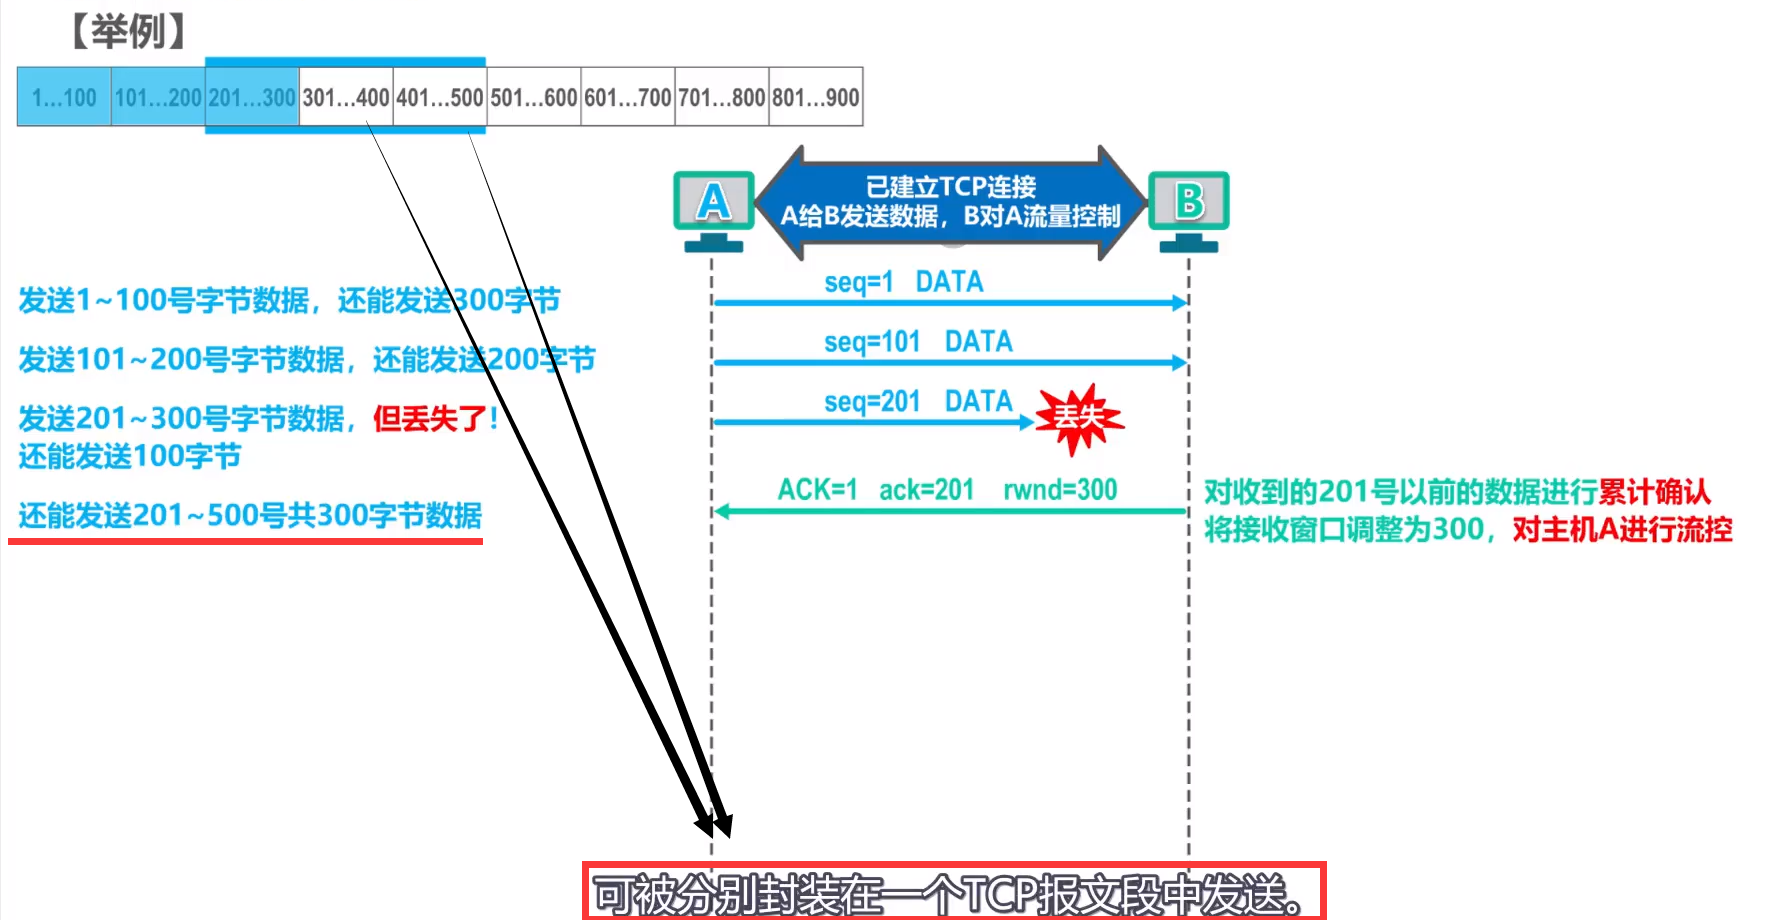 【举例】
1...100 101...200 201...300 301...400 401...500 501...600 601...700 701...800 801...900
A
已建立TCP连接
A给B发送数据，B对A流量控制
B
seq=1 DATA
发送1~100号字节数据，还能发送300字节
seq=101 DATA
发送101~200号字节数据，还能发送200字节
seq=201 DATA
丢失
发送201~300号字节数据，但丢失了！
还能发送100字节
ACK=1 ack=201 rwnd=300
对收到的201号以前的数据进行累计确认
将接收窗口调整为300，对主机A进行流控
还能发送201~500号共300字节数据
可被分别封装在一个TCP报文段中发送。